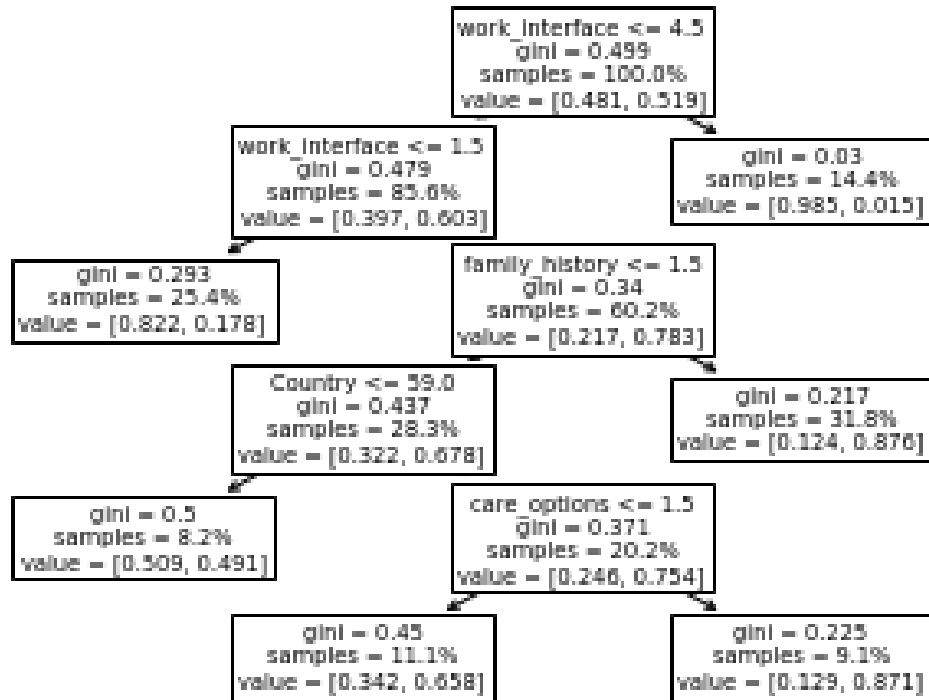 work_interface <= 4.5
gini = 0.499
samples = 100.0%
value = [0.481, 0.519]
work_interface <= 1.5
gini = 0.479
samples = 85.6%
value = [0.397, 0.603]
gini = 0.03
samples = 14.4%
value = [0.985, 0.015]
gini = 0.293
samples = 25.4%
value = [0.822, 0.178]
family_history <= 1.5
gini = 0.34
samples = 60.2%
value = [0.217, 0.783]
Country <= 59.0
gini = 0.437
samples = 28.3%
value = [0.322, 0.678]
gini = 0.217
samples = 31.8%
value = [0.124, 0.876]
gini = 0.5
samples = 8.2%
value = [0.509, 0.491]
care_options <= 1.5
gini = 0.371
samples = 20.2%
value = [0.246, 0.754]
gini = 0.45
samples = 11.1%
value = [0.342, 0.658]
gini = 0.225
samples = 9.1%
value = [0.129, 0.871]